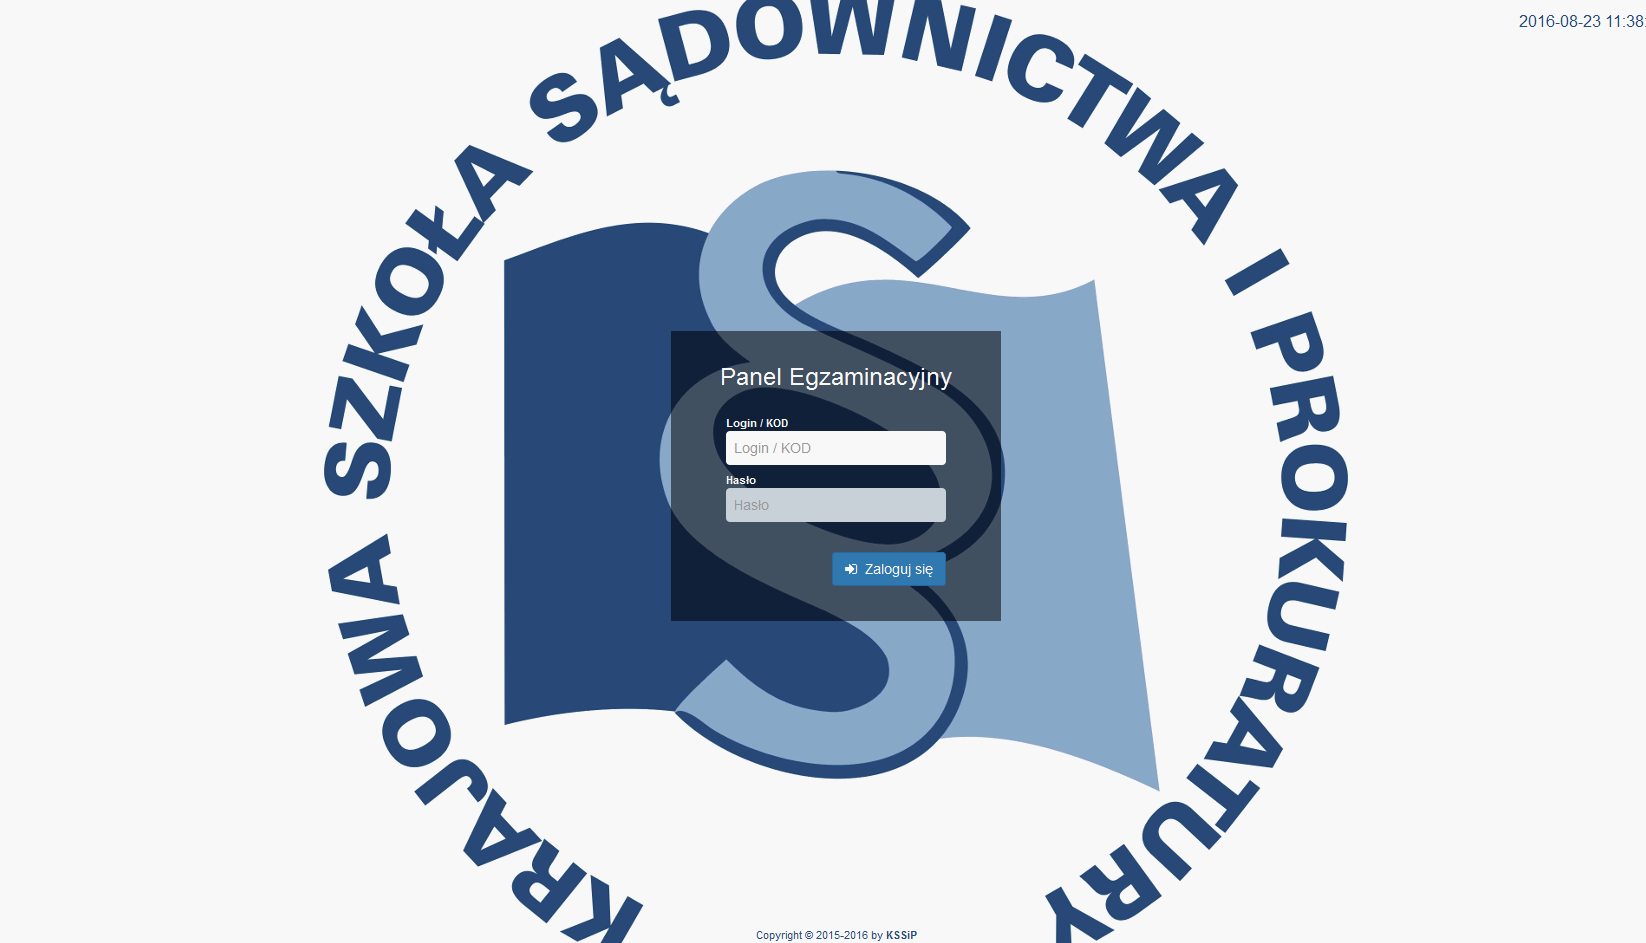 2016-08-23 11:38:
KRAJOWA SZKOŁA SĄDOWNICTWA I PROKURATURY
Panel Egzaminacyjny
Login / KOD
Login / KOD
Hasło
Hasło
Zaloguj się
Copyright © 2015-2016 by KSSiP